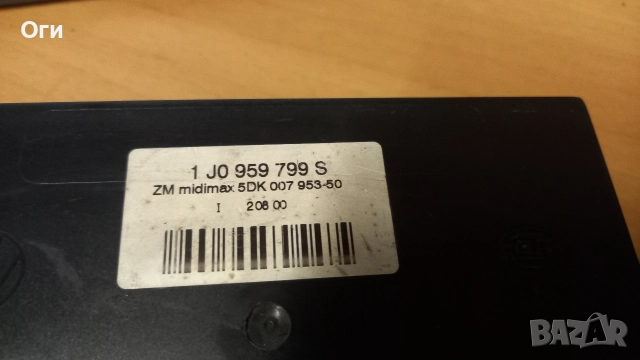 Оги
1 J0 959 799 S
ZM midimax 5DK 007 953-50
I 208 00
BAZAR